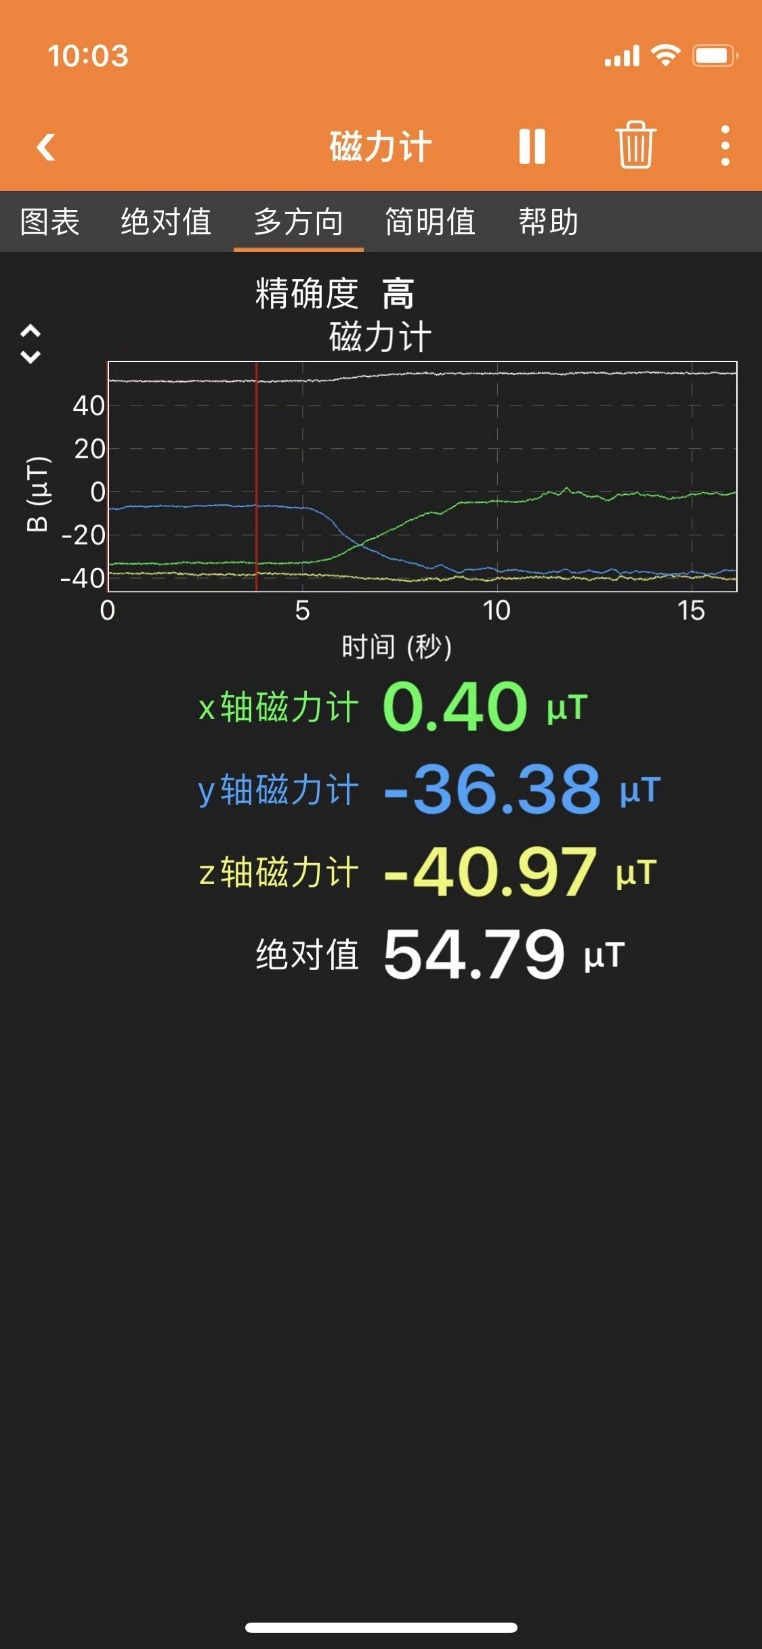 10:03
磁力计
图表 绝对值 多方向 简明值 帮助
精确度 高
磁力计
40
20
0
-20
-40
B (µT)
0 5 10 15
时间 (秒)
x轴磁力计 0.40 µT
y轴磁力计 -36.38 µT
z轴磁力计 -40.97 µT
绝对值 54.79 µT